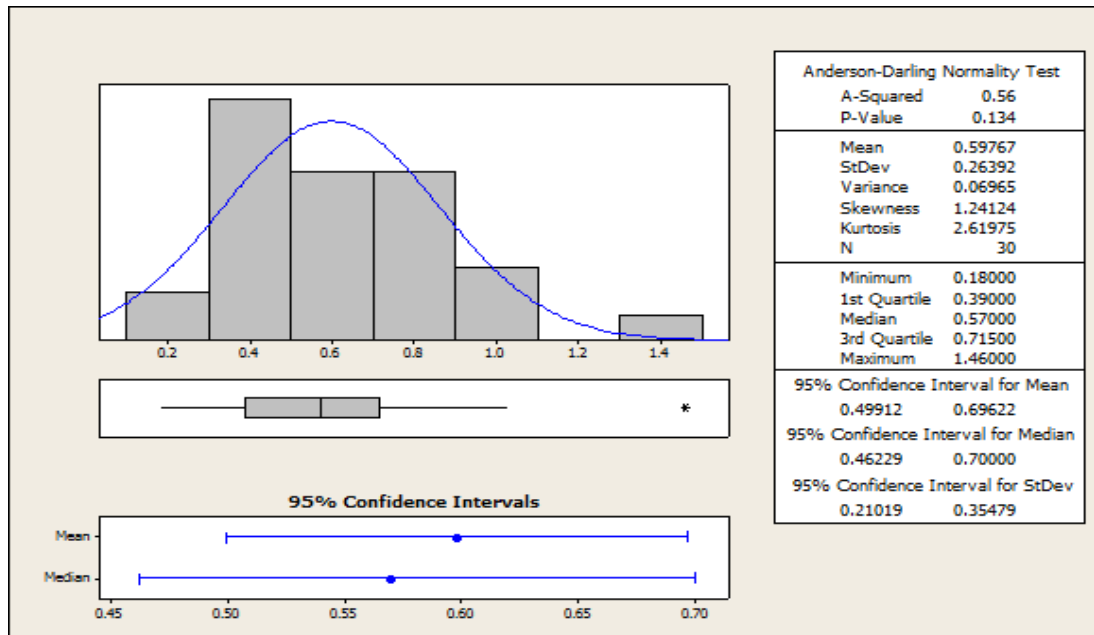 Anderson-Darling Normality Test
A-Squared 0.56
P-Value 0.134
Mean 0.59767
StDev 0.26392
Variance 0.06965
Skewness 1.24124
Kurtosis 2.61975
N 30
Minimum 0.18000
1st Quartile 0.39000
Median 0.57000
3rd Quartile 0.71500
Maximum 1.46000
95% Confidence Interval for Mean
0.49912 0.69622
95% Confidence Interval for Median
0.46229 0.70000
95% Confidence Interval for StDev
0.21019 0.35479
0.2 0.4 0.6 0.8 1.0 1.2 1.4
95% Confidence Intervals
Mean
Median
0.45 0.50 0.55 0.60 0.65 0.70